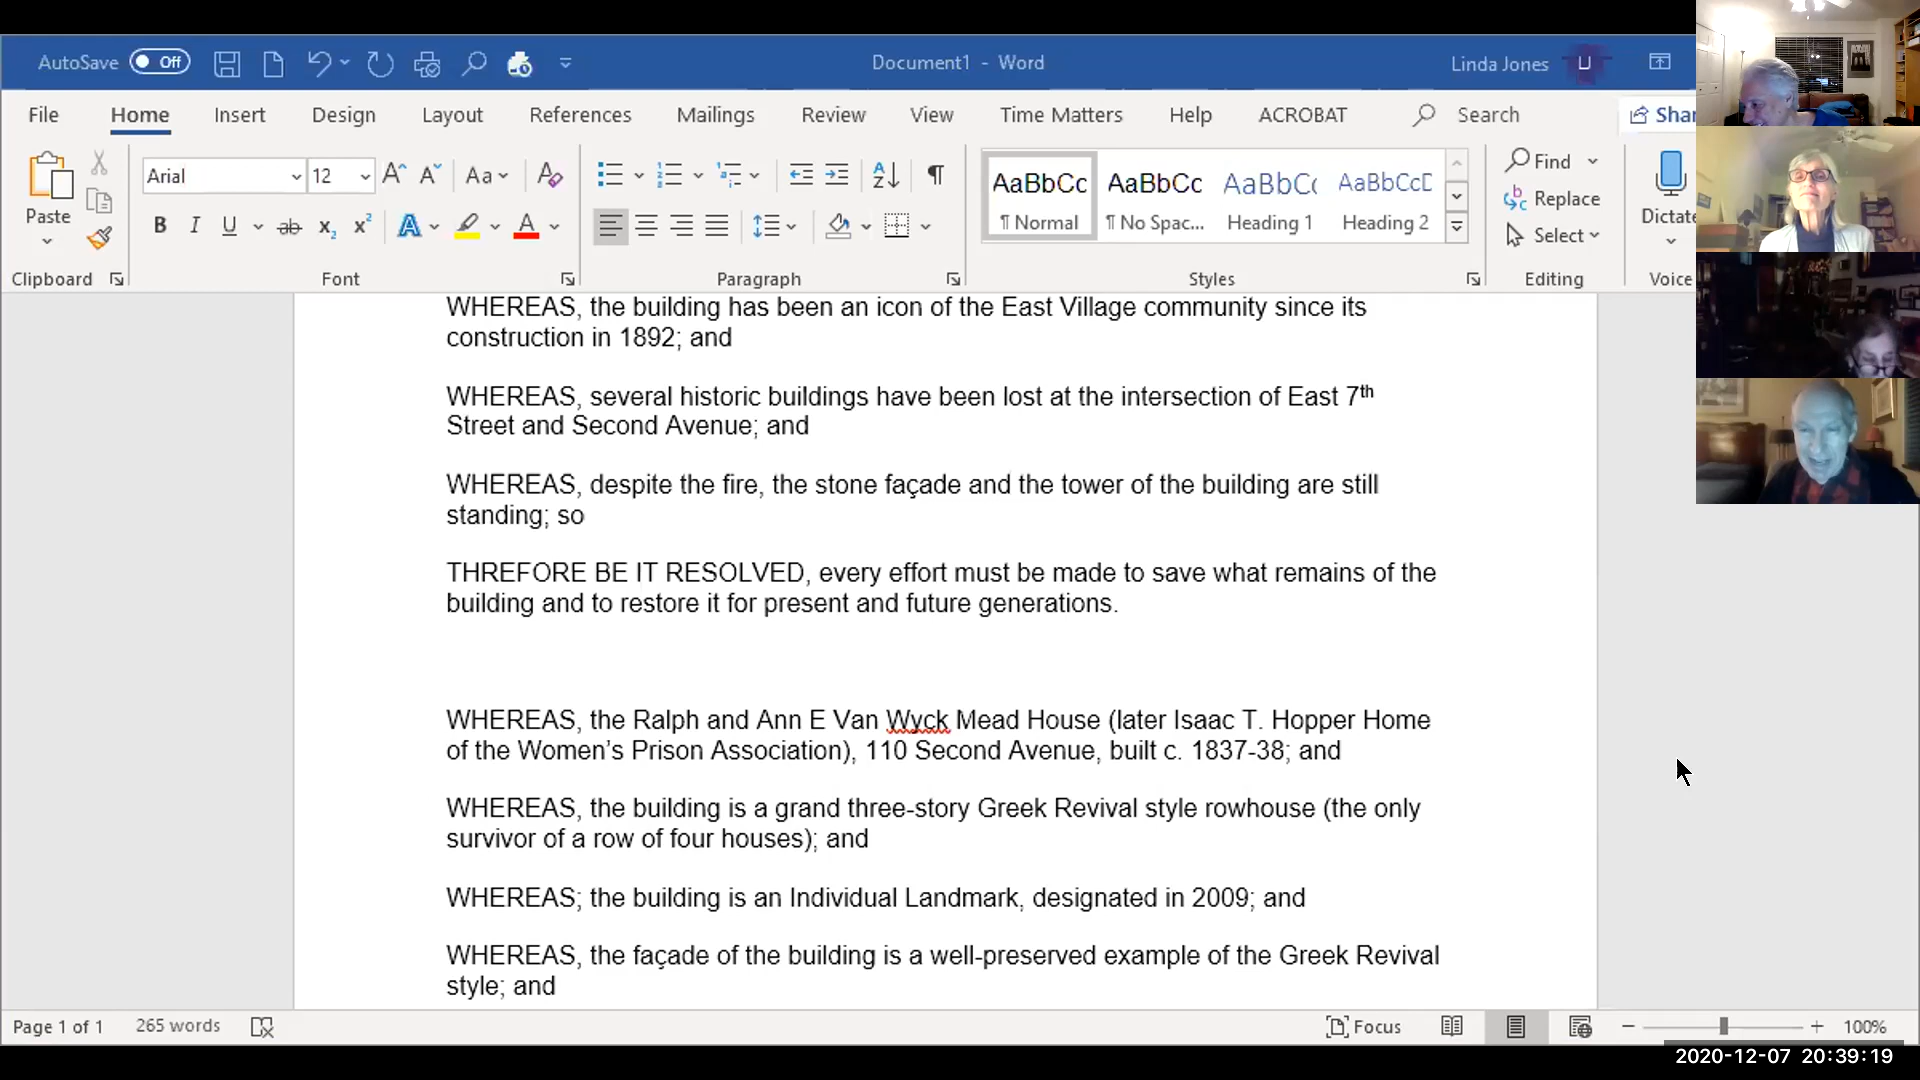 AutoSave Off Document1 - Word Linda Jones LJ
File Home Insert Design Layout References Mailings Review View Time Matters Help ACROBAT Search Shar
Arial 12 A^ Aˇ Aa A
Paste B I U ab x₂ x² A A
AaBbCc AaBbCc AaBbC AaBbCcD
¶ Normal ¶ No Spac... Heading 1 Heading 2
Find
Replace
Select
Dictate
Clipboard Font Paragraph Styles Editing Voice
WHEREAS, the building has been an icon of the East Village community since its
construction in 1892; and
WHEREAS, several historic buildings have been lost at the intersection of East 7th
Street and Second Avenue; and
WHEREAS, despite the fire, the stone façade and the tower of the building are still
standing; so
THREFORE BE IT RESOLVED, every effort must be made to save what remains of the
building and to restore it for present and future generations.
WHEREAS, the Ralph and Ann E Van Wyck Mead House (later Isaac T. Hopper Home
of the Women’s Prison Association), 110 Second Avenue, built c. 1837-38; and
WHEREAS, the building is a grand three-story Greek Revival style rowhouse (the only
survivor of a row of four houses); and
WHEREAS; the building is an Individual Landmark, designated in 2009; and
WHEREAS, the façade of the building is a well-preserved example of the Greek Revival
style; and
Page 1 of 1 265 words Focus 100%
2020-12-07 20:39:19